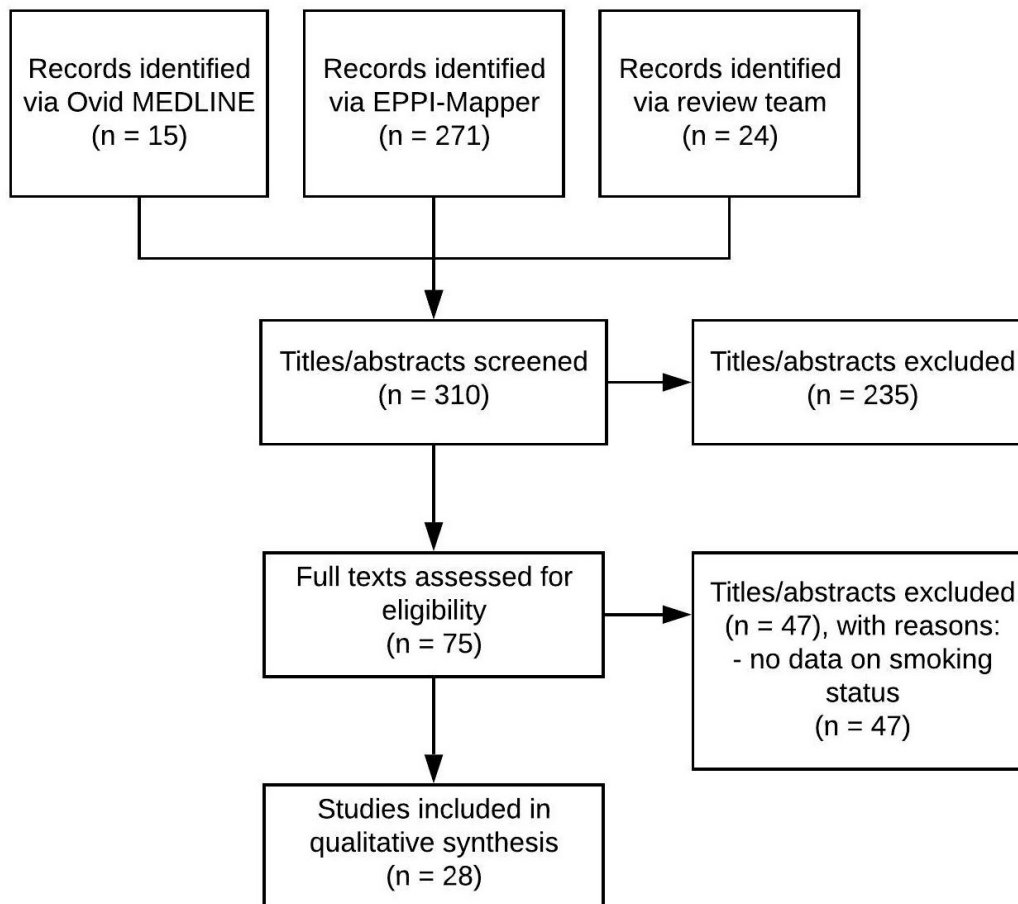 Records identified
via Ovid MEDLINE
(n = 15)
Records identified
via EPPI-Mapper
(n = 271)
Records identified
via review team
(n = 24)
Titles/abstracts screened
(n = 310)
Titles/abstracts excluded
(n = 235)
Full texts assessed for
eligibility
(n = 75)
Titles/abstracts excluded
(n = 47), with reasons:
- no data on smoking
status
(n = 47)
Studies included in
qualitative synthesis
(n = 28)